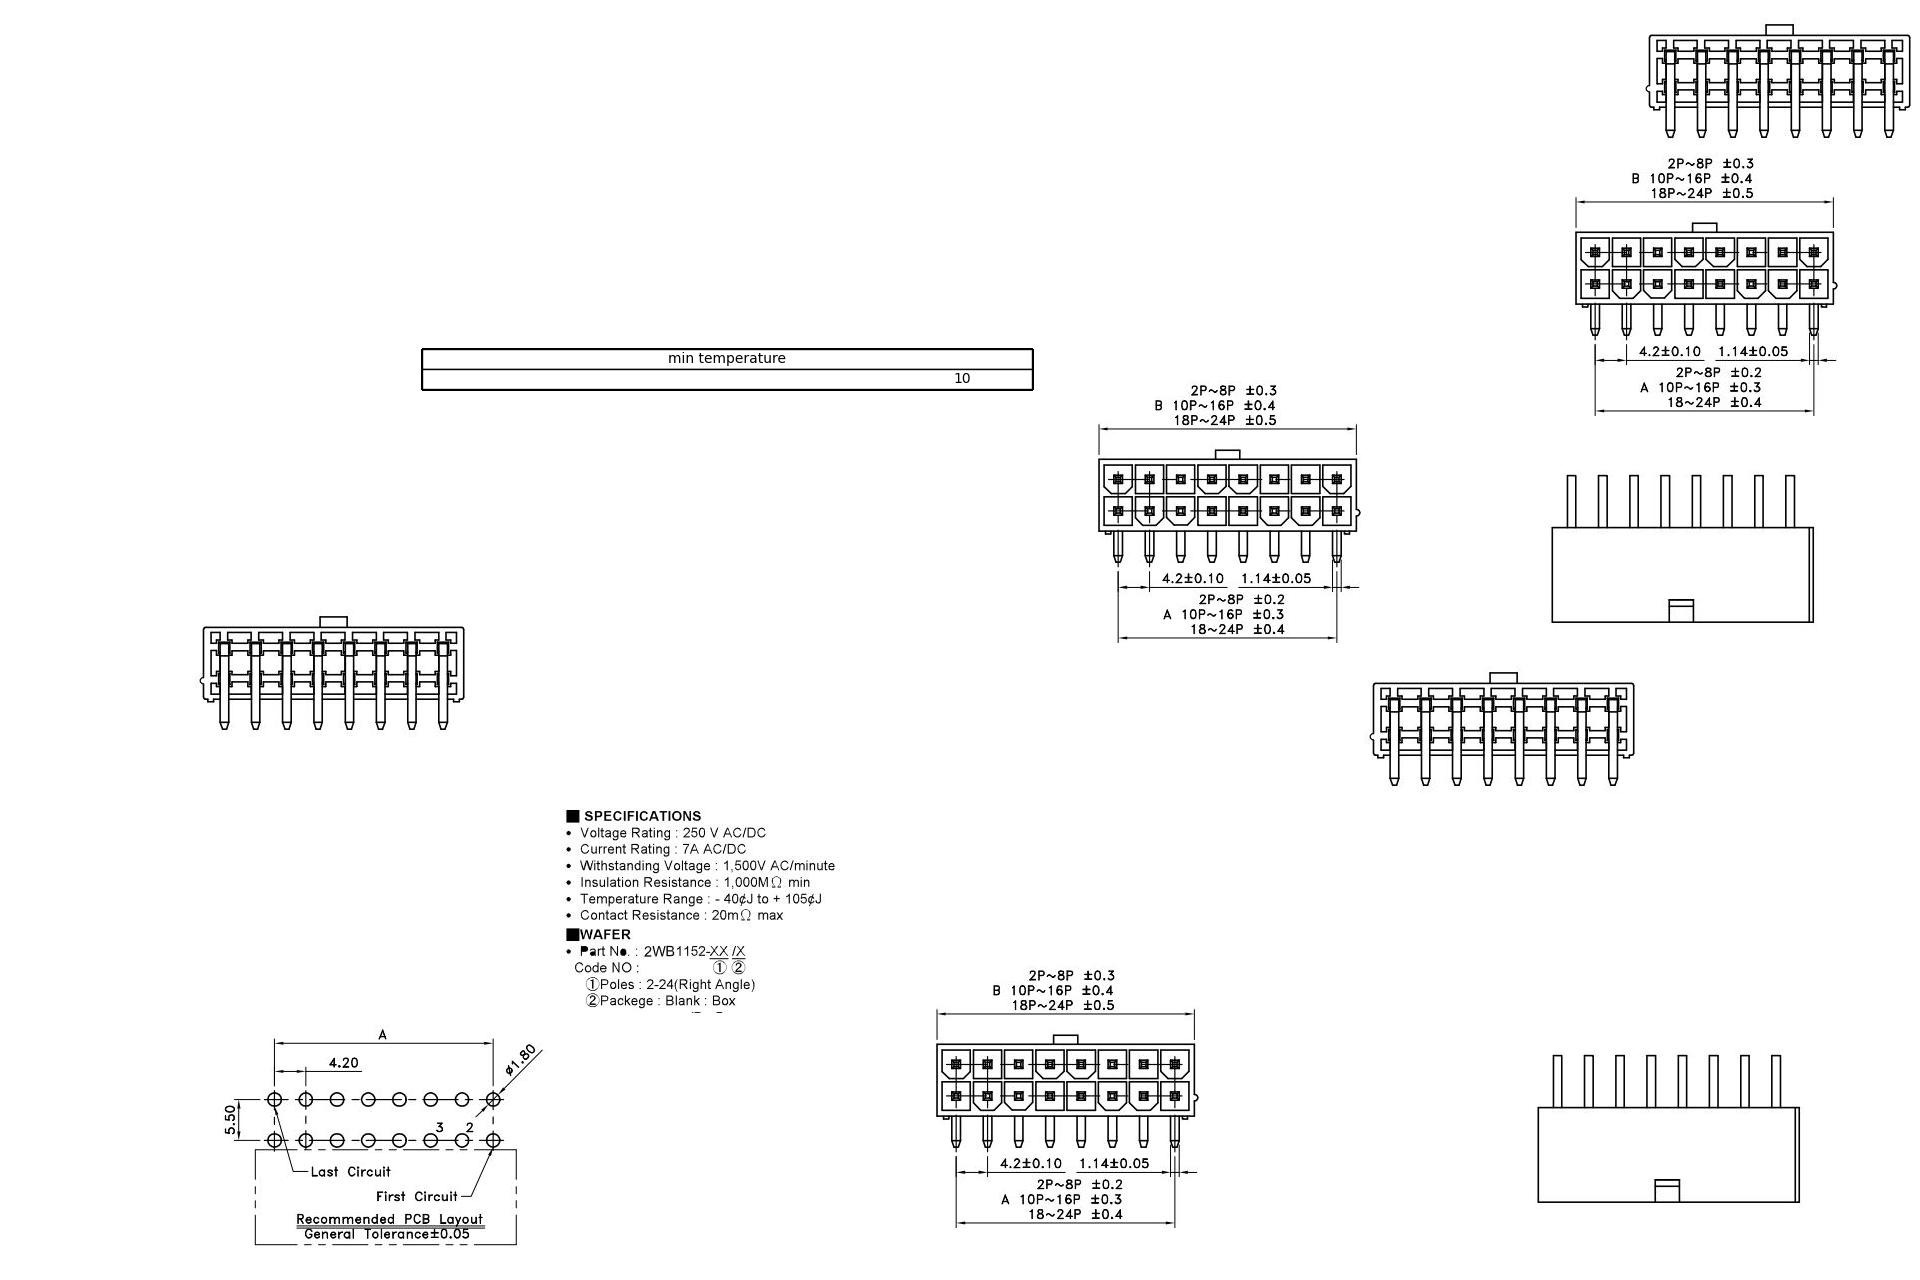 2P~8P ±0.3
B 10P~16P ±0.4
18P~24P ±0.5
4.2±0.10 1.14±0.05
2P~8P ±0.2
A 10P~16P ±0.3
18~24P ±0.4
min temperature
10
2P~8P ±0.3
B 10P~16P ±0.4
18P~24P ±0.5
4.2±0.10 1.14±0.05
2P~8P ±0.2
A 10P~16P ±0.3
18~24P ±0.4
■ SPECIFICATIONS
• Voltage Rating : 250 V AC/DC
• Current Rating : 7A AC/DC
• Withstanding Voltage : 1,500V AC/minute
• Insulation Resistance : 1,000MΩ min
• Temperature Range : - 40¢J to + 105¢J
• Contact Resistance : 20mΩ max
■WAFER
• Part No. : 2WB1152-XX /X
Code NO : ① ②
①Poles : 2-24(Right Angle)
②Packege : Blank : Box
A
4.20
ø1.80
5.50
3 2
Last Circuit
First Circuit
Recommended PCB Layout
General Tolerance±0.05
2P~8P ±0.3
B 10P~16P ±0.4
18P~24P ±0.5
4.2±0.10 1.14±0.05
2P~8P ±0.2
A 10P~16P ±0.3
18~24P ±0.4